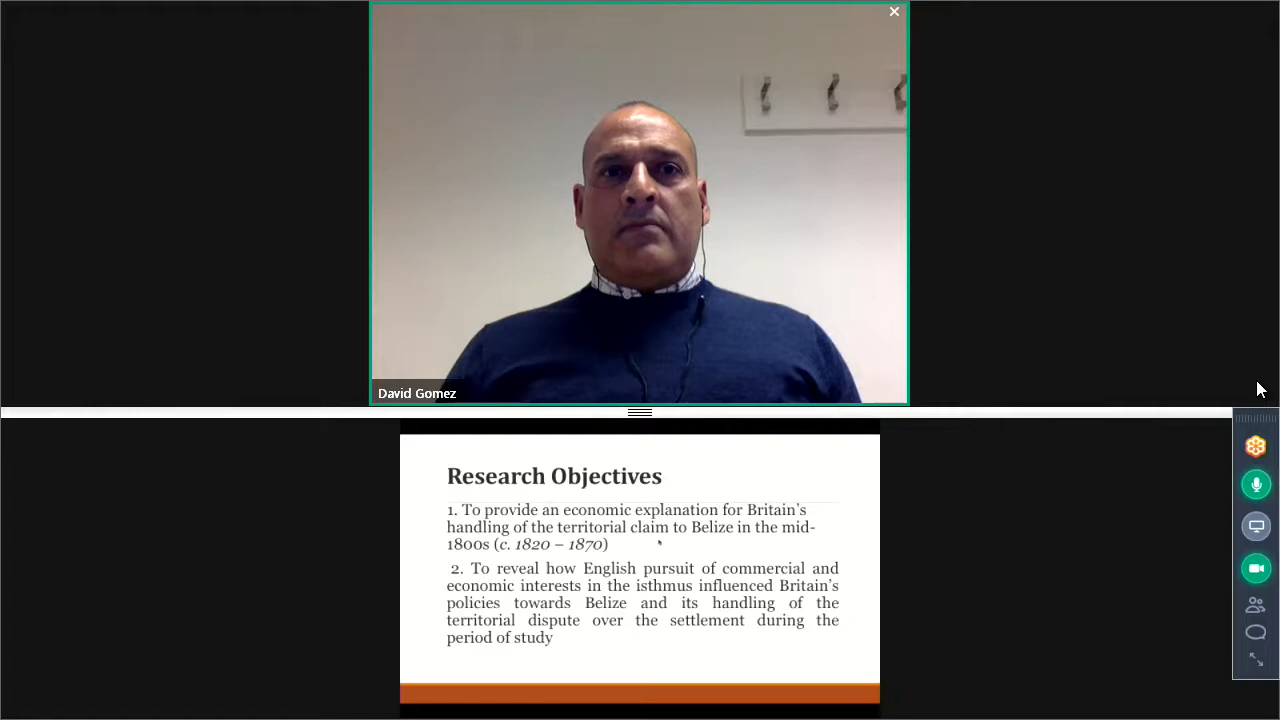 David Gomez
Research Objectives
1. To provide an economic explanation for Britain's
handling of the territorial claim to Belize in the mid-
1800s (c. 1820 – 1870)
2. To reveal how English pursuit of commercial and
economic interests in the isthmus influenced Britain's
policies towards Belize and its handling of the
territorial dispute over the settlement during the
period of study